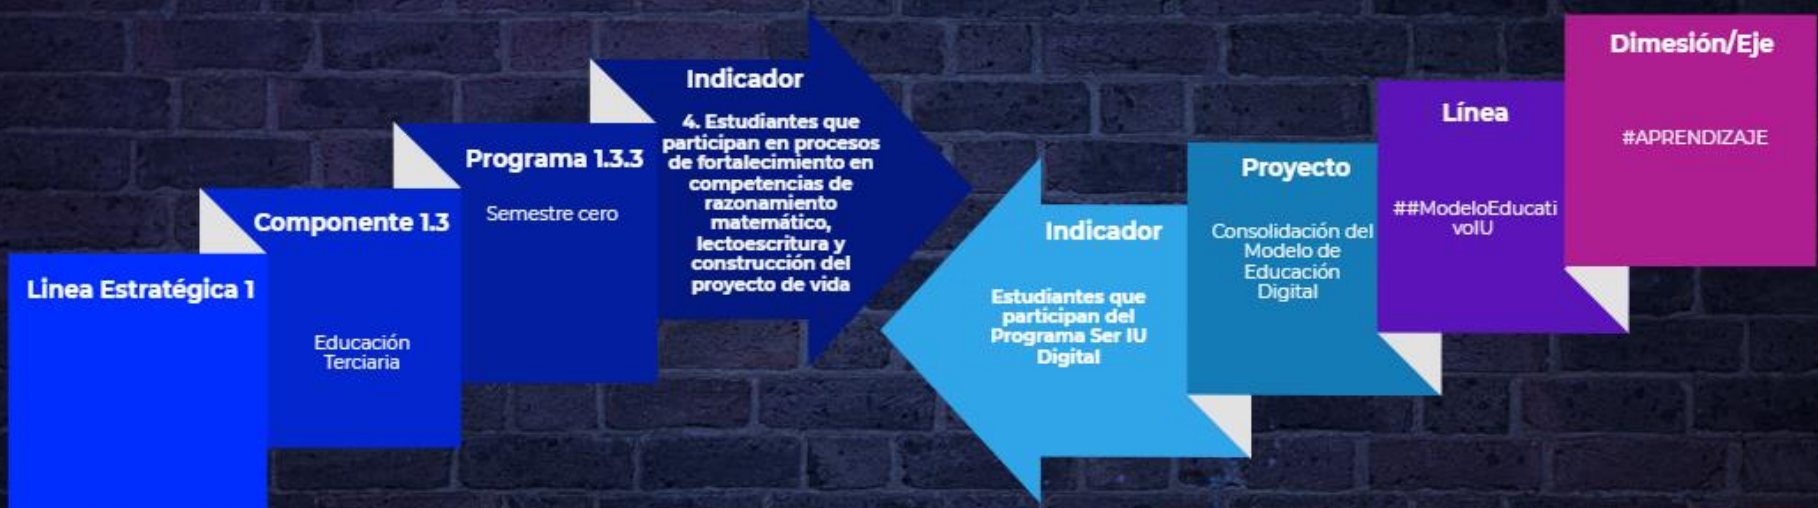 Linea Estratégica 1
Componente 1.3
Educación
Terciaria
Programa 1.3.3
Semestre cero
Indicador
4. Estudiantes que
participan en procesos
de fortalecimiento en
competencias de
razonamiento
matemático,
lectoescritura y
construcción del
proyecto de vida
Indicador
Estudiantes que
participan del
Programa Ser IU
Digital
Proyecto
Consolidación del
Modelo de
Educación
Digital
Línea
##ModeloEducati
voIU
Dimesión/Eje
#APRENDIZAJE